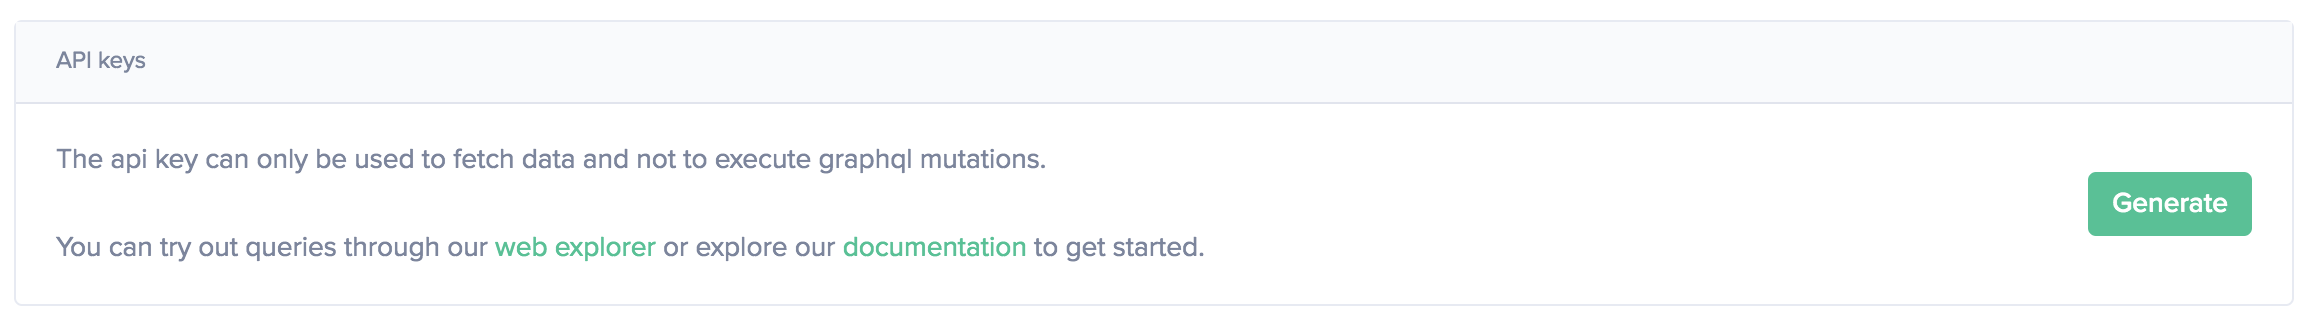 API keys
The api key can only be used to fetch data and not to execute graphql mutations.
Generate
You can try out queries through our web explorer or explore our documentation to get started.